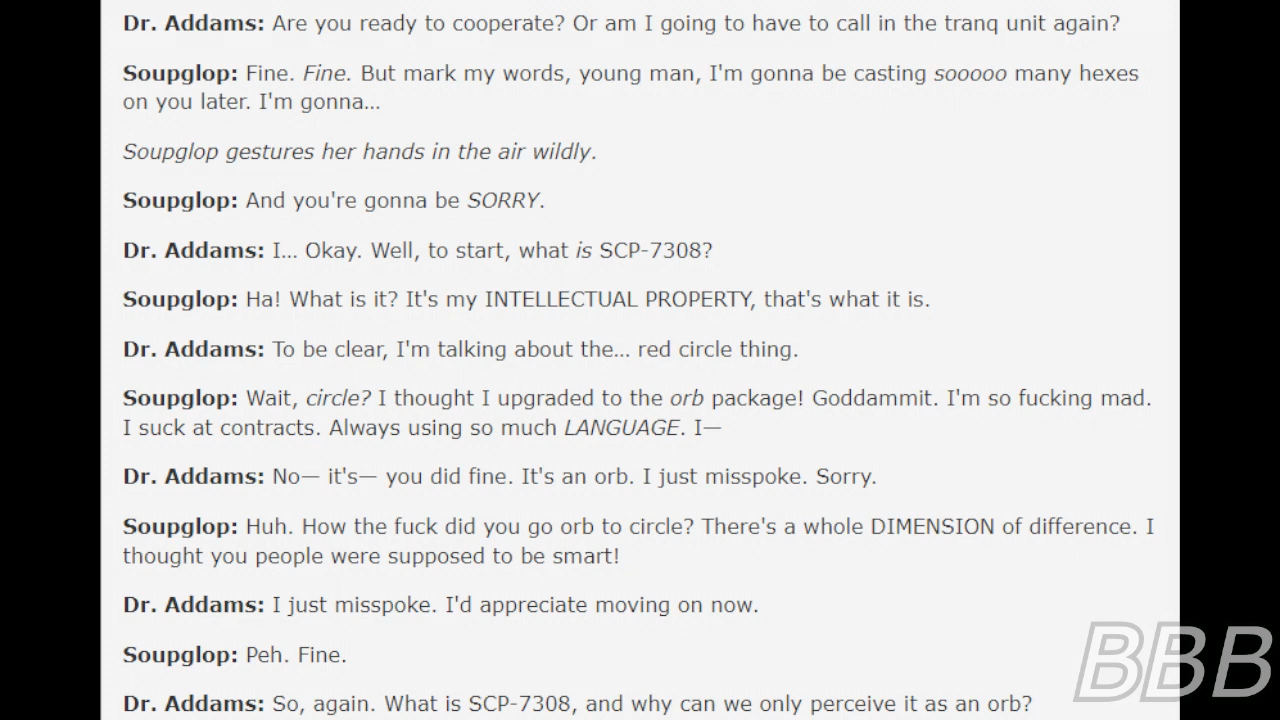 Dr. Addams: Are you ready to cooperate? Or am I going to have to call in the tranq unit again?
Soupglop: Fine. Fine. But mark my words, young man, I'm gonna be casting sooooo many hexes
on you later. I'm gonna…
Soupglop gestures her hands in the air wildly.
Soupglop: And you're gonna be SORRY.
Dr. Addams: I… Okay. Well, to start, what is SCP-7308?
Soupglop: Ha! What is it? It's my INTELLECTUAL PROPERTY, that's what it is.
Dr. Addams: To be clear, I'm talking about the… red circle thing.
Soupglop: Wait, circle? I thought I upgraded to the orb package! Goddammit. I'm so fucking mad.
I suck at contracts. Always using so much LANGUAGE. I—
Dr. Addams: No— it's— you did fine. It's an orb. I just misspoke. Sorry.
Soupglop: Huh. How the fuck did you go orb to circle? There's a whole DIMENSION of difference. I
thought you people were supposed to be smart!
Dr. Addams: I just misspoke. I'd appreciate moving on now.
Soupglop: Peh. Fine.
Dr. Addams: So, again. What is SCP-7308, and why can we only perceive it as an orb?
BBB